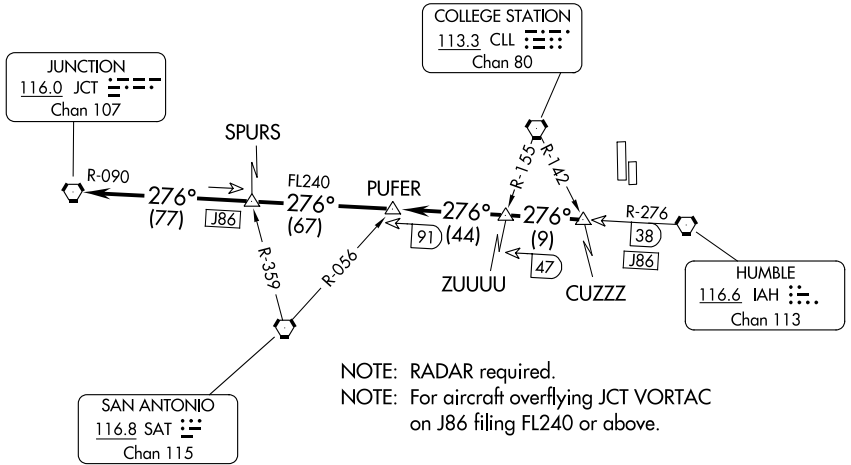 COLLEGE STATION
113.3 CLL
Chan 80
JUNCTION
116.0 JCT
Chan 107
SPURS
R-090
276°
(77)
J86
FL240
276°
(67)
PUFER
91
276°
(44)
276°
(9)
R-155
R-142
R-276
38
J86
47
ZUUUU
CUZZZ
HUMBLE
116.6 IAH
Chan 113
R-359
R-056
SAN ANTONIO
116.8 SAT
Chan 115
NOTE: RADAR required.
NOTE: For aircraft overflying JCT VORTAC
on J86 filing FL240 or above.